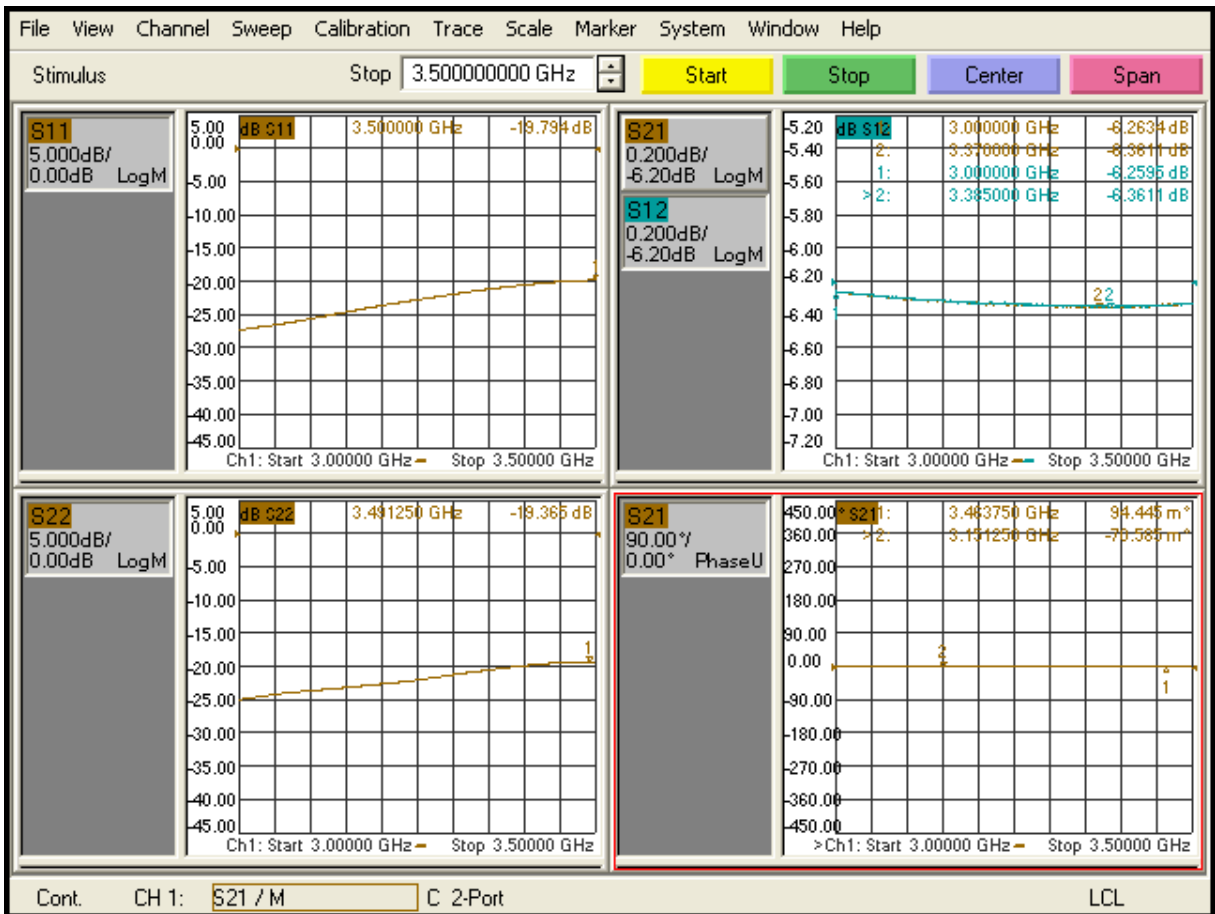 File View Channel Sweep Calibration Trace Scale Marker System Window Help
Stimulus Stop 3.500000000 GHz Start Stop Center Span
S11
5.000dB/
0.00dB LogM
dB S11 3.500000 GHz -19.794 dB
5.00
0.00
-5.00
-10.00
-15.00
-20.00
-25.00
-30.00
-35.00
-40.00
-45.00
1
Ch1: Start 3.00000 GHz Stop 3.50000 GHz
S21
0.200dB/
-6.20dB LogM
S12
0.200dB/
-6.20dB LogM
dB S12 3.000000 GHz -6.2634 dB
2: 3.370000 GHz -6.3611 dB
1: 3.000000 GHz -6.2595 dB
>2: 3.385000 GHz -6.3611 dB
-5.20
-5.40
-5.60
-5.80
-6.00
-6.20
-6.40
-6.60
-6.80
-7.00
-7.20
22
Ch1: Start 3.00000 GHz Stop 3.50000 GHz
S22
5.000dB/
0.00dB LogM
dB S22 3.491250 GHz -19.365 dB
5.00
0.00
-5.00
-10.00
-15.00
-20.00
-25.00
-30.00
-35.00
-40.00
-45.00
1
Ch1: Start 3.00000 GHz Stop 3.50000 GHz
S21
90.00°/
0.00° PhaseU
° S21 1: 3.463750 GHz 94.445 m°
>2: 3.151250 GHz
450.00
360.00
270.00
180.00
90.00
0.00
-90.00
-180.00
-270.00
-360.00
-450.00
2
1
>Ch1: Start 3.00000 GHz Stop 3.50000 GHz
Cont. CH 1: S21 / M C 2-Port LCL